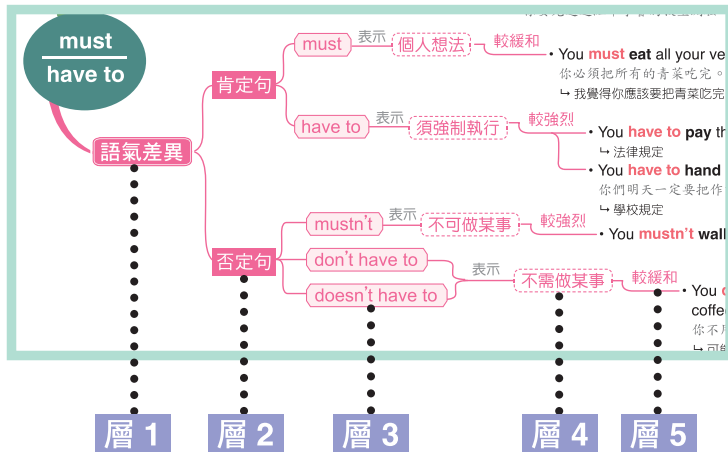 must
have to
語氣差異
肯定句
must
表示
個人想法
較緩和
• You must eat all your ve
你必須把所有的青菜吃完。
↳ 我覺得你應該要把青菜吃完
have to
表示
須強制執行
較強烈
• You have to pay th
↳ 法律規定
• You have to hand
你們明天一定要把作
↳ 學校規定
否定句
mustn't
表示
不可做某事
較強烈
• You mustn't wal
don't have to
doesn't have to
表示
不需做某事
較緩和
• You
coffe
你不
層 1
層 2
層 3
層 4
層 5